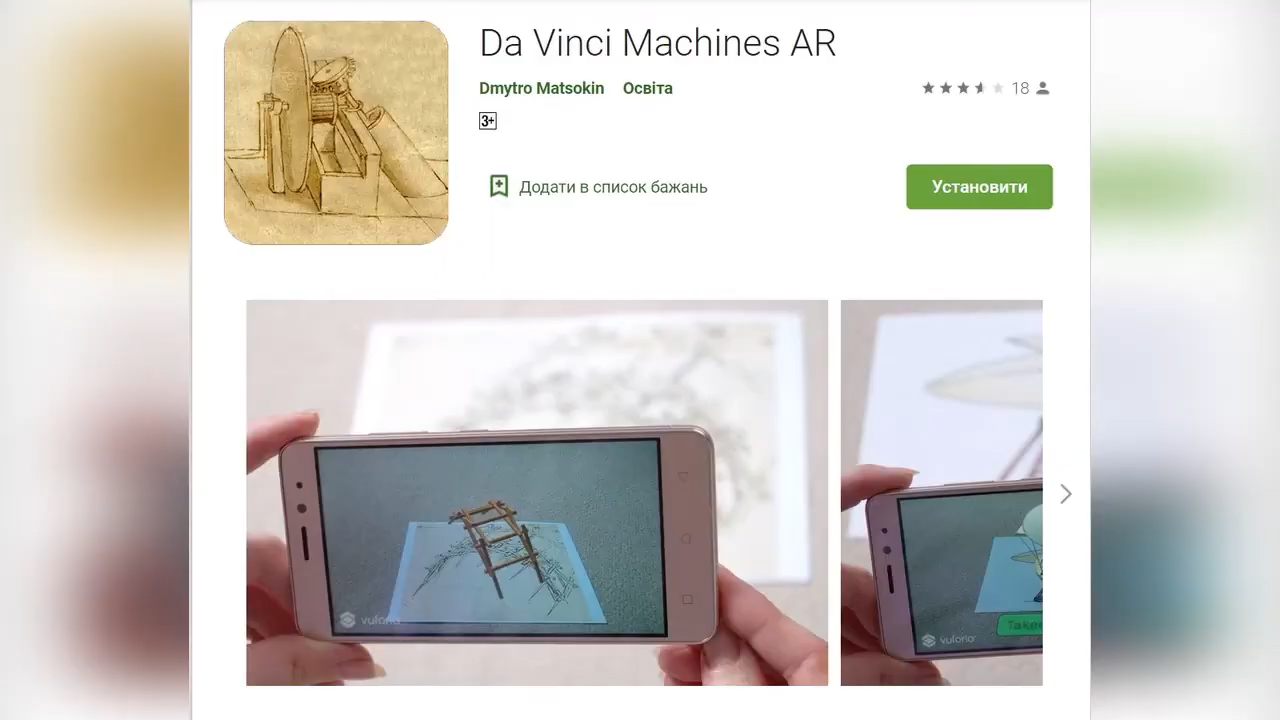 Da Vinci Machines AR
Dmytro Matsokin Освіта
18
3+
Додати в список бажань
Установити
vuforia
vuforia